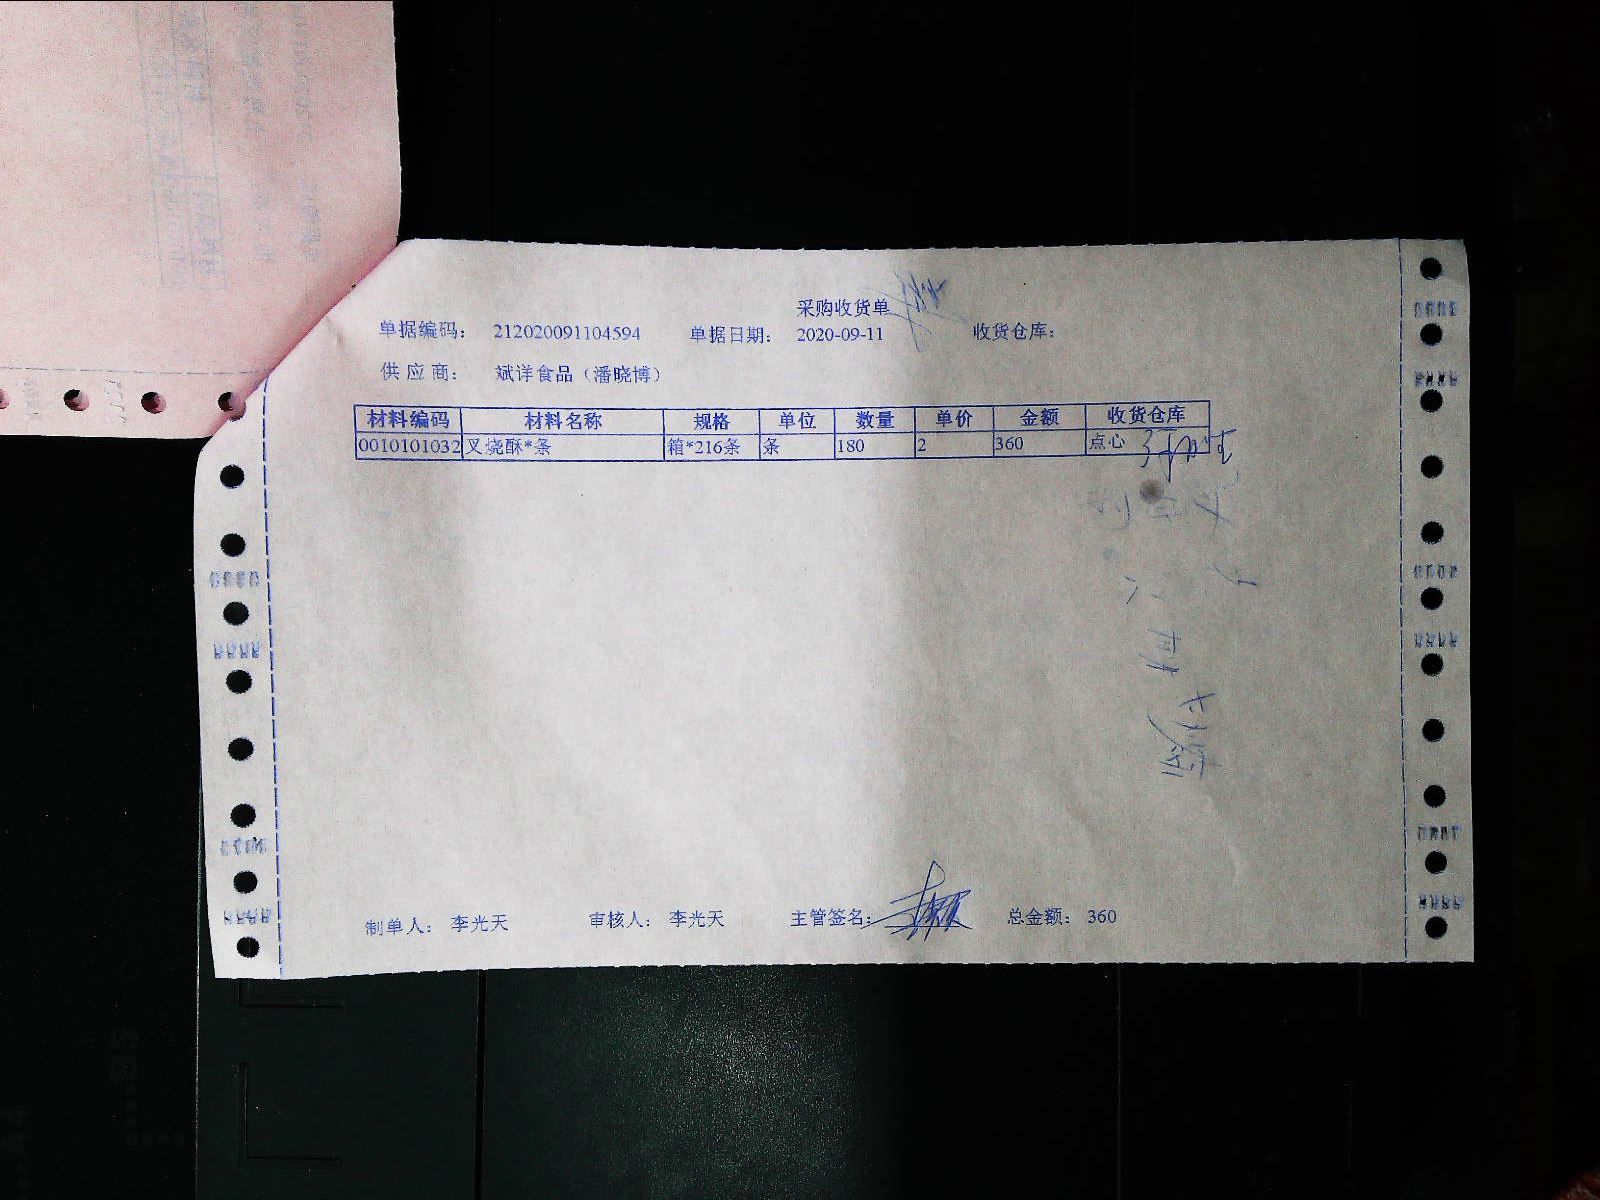 采购收货单
单据编码： 212020091104594 单据日期： 2020-09-11 收货仓库：
供 应 商： 斌详食品（潘晓博）
材料编码 材料名称 规格 单位 数量 单价 金额 收货仓库
0010101032 叉烧酥*条 箱*216条 条 180 2 360 点心
制单人： 李光天 审核人： 李光天 主管签名： 总金额： 360